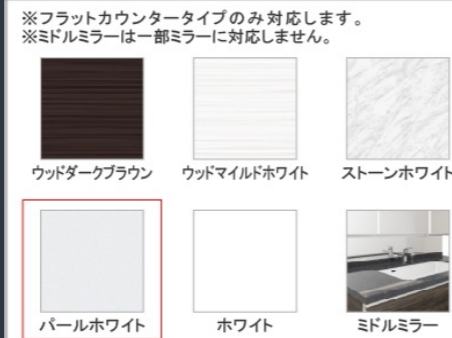 ※フラットカウンタータイプのみ対応します。
※ミドルミラーは一部ミラーに対応しません。
ウッドダークブラウン
ウッドマイルドホワイト
ストーンホワイト
パールホワイト
ホワイト
ミドルミラー